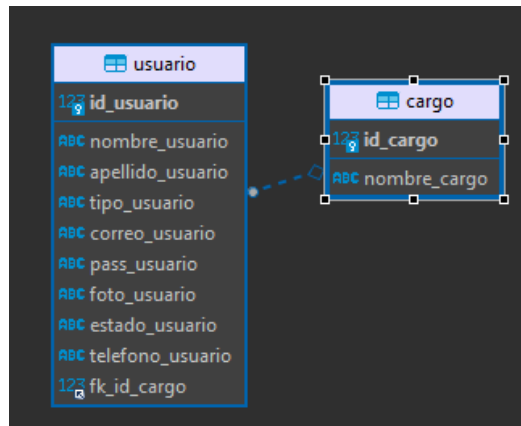 usuario
123 id_usuario
ABC nombre_usuario
ABC apellido_usuario
ABC tipo_usuario
ABC correo_usuario
ABC pass_usuario
ABC foto_usuario
ABC estado_usuario
ABC telefono_usuario
123 fk_id_cargo
cargo
123 id_cargo
ABC nombre_cargo